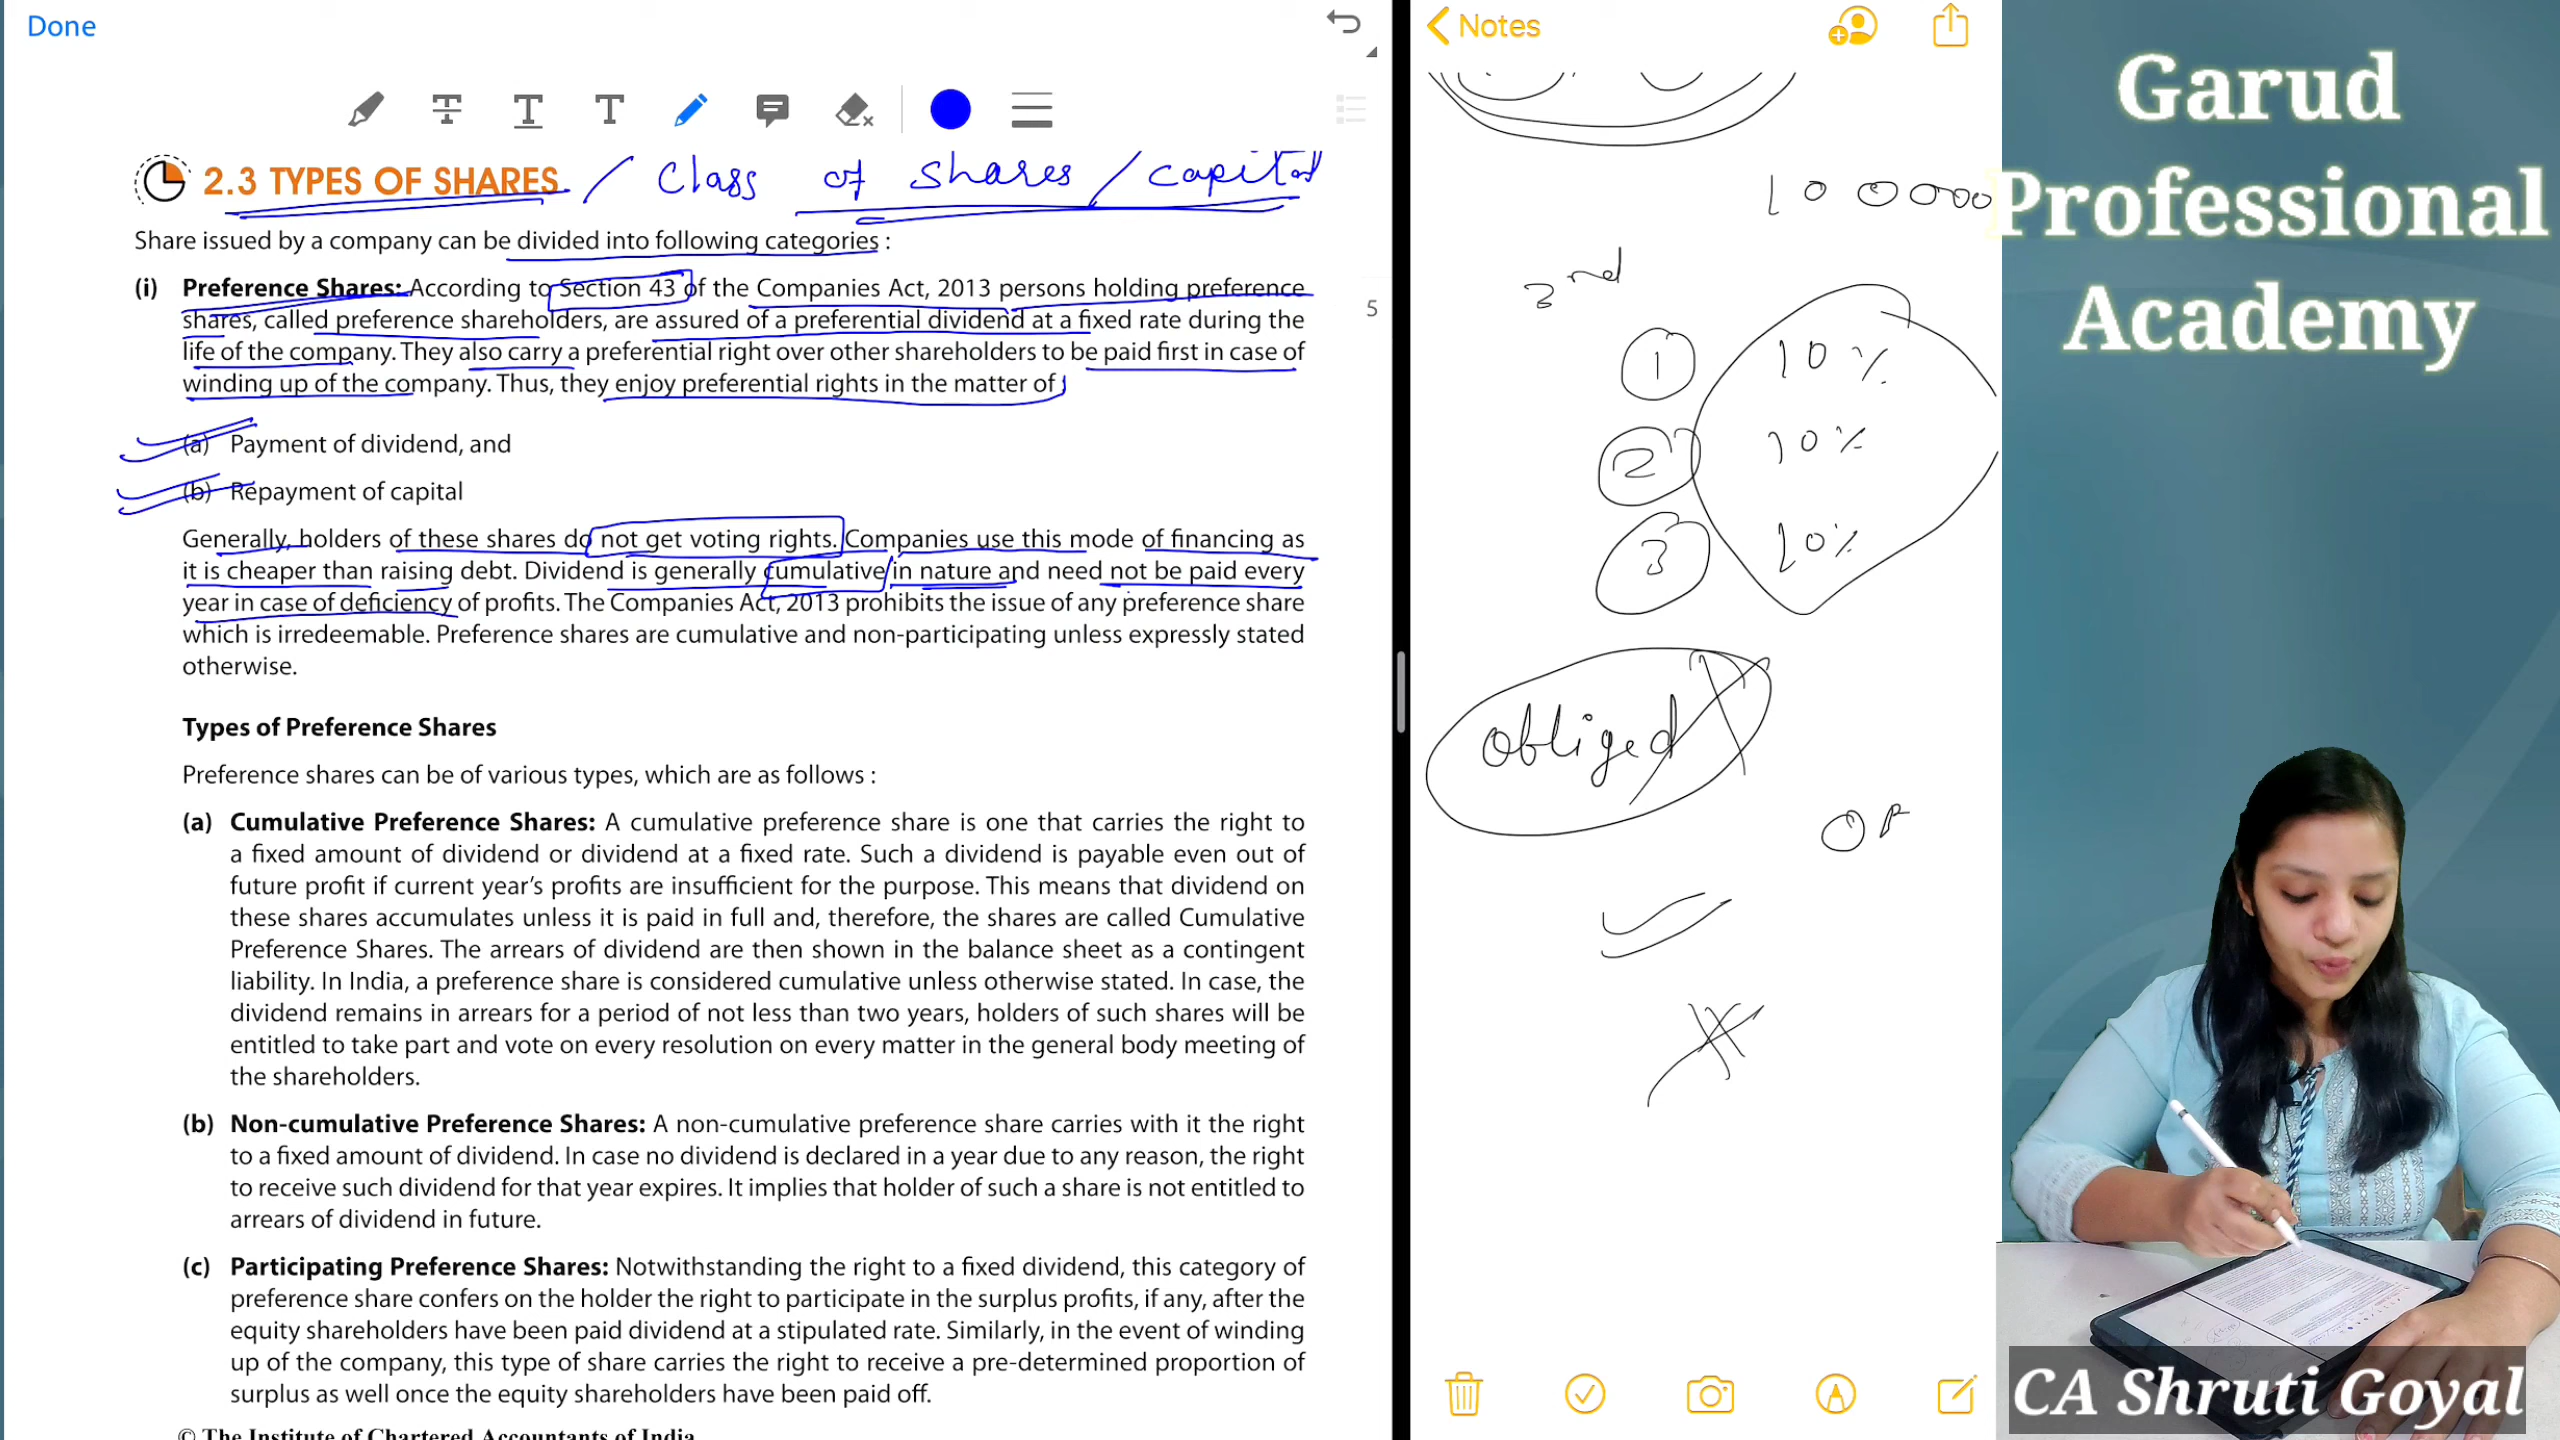 Done
Notes
2.3 TYPES OF SHARES / Class of shares / capital
Share issued by a company can be divided into following categories :
(i) Preference Shares: According to Section 43 of the Companies Act, 2013 persons holding preference
shares, called preference shareholders, are assured of a preferential dividend at a fixed rate during the
life of the company. They also carry a preferential right over other shareholders to be paid first in case of
winding up of the company. Thus, they enjoy preferential rights in the matter of
(a) Payment of dividend, and
(b) Repayment of capital
Generally, holders of these shares do not get voting rights. Companies use this mode of financing as
it is cheaper than raising debt. Dividend is generally cumulative in nature and need not be paid every
year in case of deficiency of profits. The Companies Act, 2013 prohibits the issue of any preference share
which is irredeemable. Preference shares are cumulative and non-participating unless expressly stated
otherwise.
Types of Preference Shares
Preference shares can be of various types, which are as follows :
(a) Cumulative Preference Shares: A cumulative preference share is one that carries the right to
a fixed amount of dividend or dividend at a fixed rate. Such a dividend is payable even out of
future profit if current year's profits are insufficient for the purpose. This means that dividend on
these shares accumulates unless it is paid in full and, therefore, the shares are called Cumulative
Preference Shares. The arrears of dividend are then shown in the balance sheet as a contingent
liability. In India, a preference share is considered cumulative unless otherwise stated. In case, the
dividend remains in arrears for a period of not less than two years, holders of such shares will be
entitled to take part and vote on every resolution on every matter in the general body meeting of
the shareholders.
(b) Non-cumulative Preference Shares: A non-cumulative preference share carries with it the right
to a fixed amount of dividend. In case no dividend is declared in a year due to any reason, the right
to receive such dividend for that year expires. It implies that holder of such a share is not entitled to
arrears of dividend in future.
(c) Participating Preference Shares: Notwithstanding the right to a fixed dividend, this category of
preference share confers on the holder the right to participate in the surplus profits, if any, after the
equity shareholders have been paid dividend at a stipulated rate. Similarly, in the event of winding
up of the company, this type of share carries the right to receive a pre-determined proportion of
surplus as well once the equity shareholders have been paid off.
© The Institute of Chartered Accountants of India
5
1
10%
2
10%
3
10%
obliged
Garud
Professional
Academy
CA Shruti Goyal